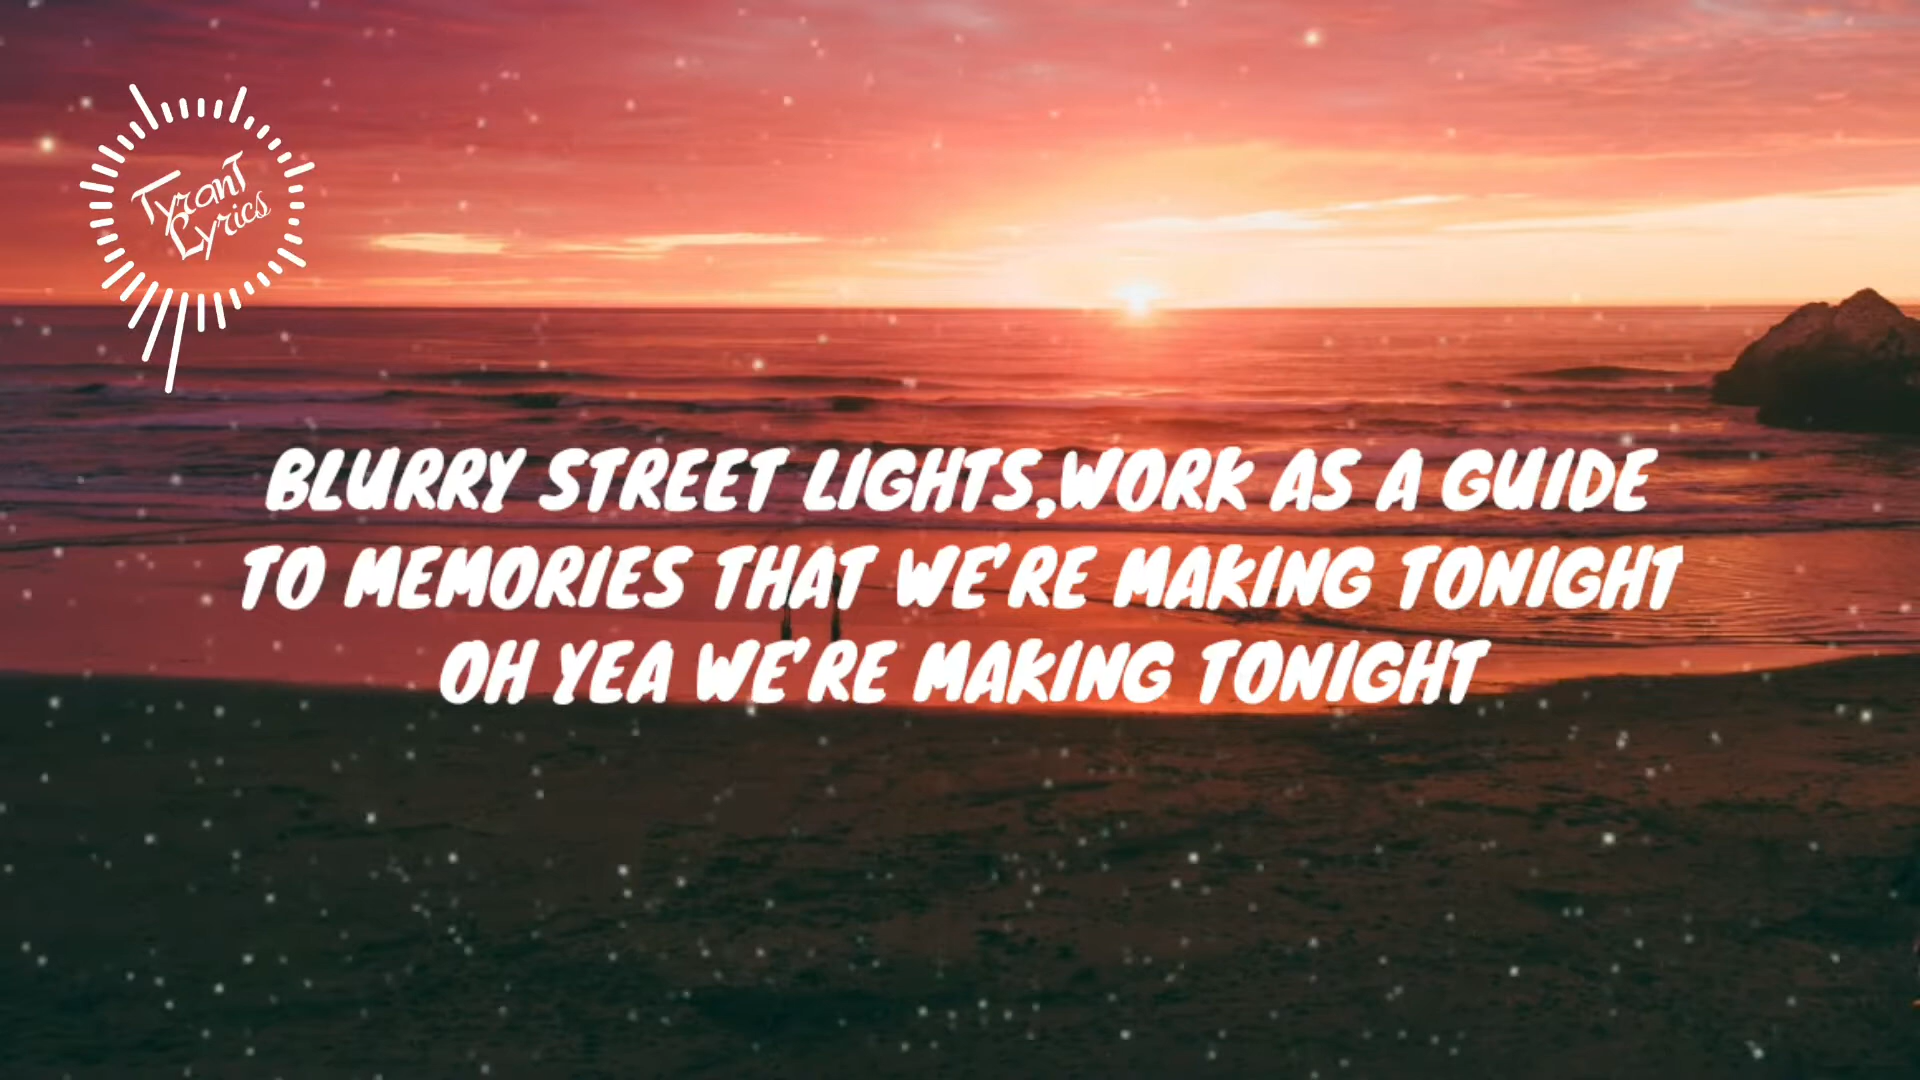 Tyrant
Lyrics
BLURRY STREET LIGHTS,WORK AS A GUIDE
TO MEMORIES THAT WE'RE MAKING TONIGHT
OH YEA WE'RE MAKING TONIGHT